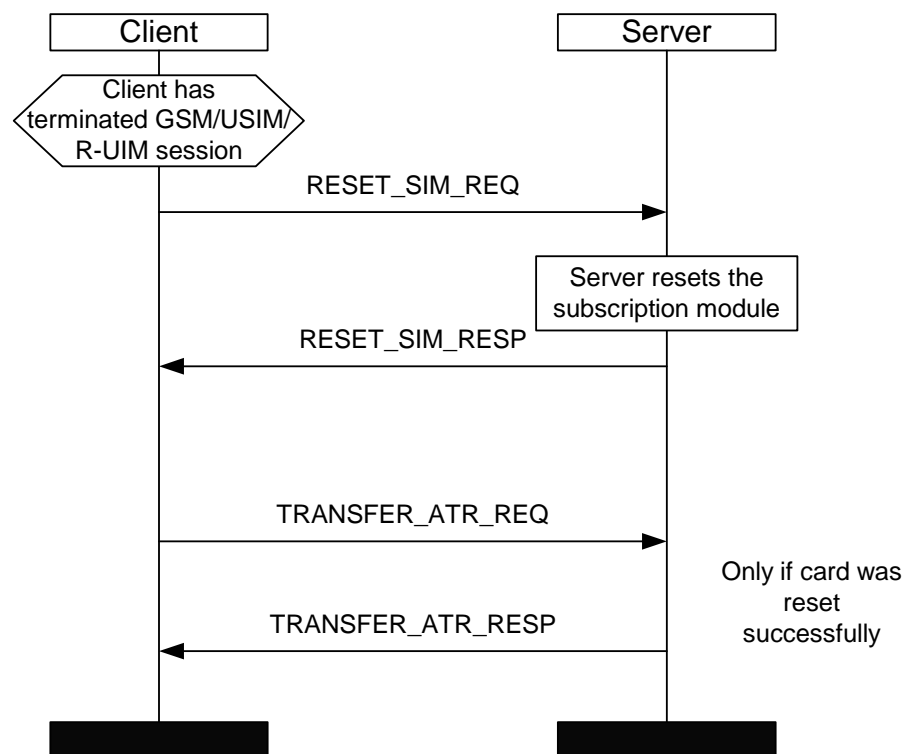 Client
Server
Client has
terminated GSM/USIM/
R-UIM session
RESET_SIM_REQ
Server resets the
subscription module
RESET_SIM_RESP
TRANSFER_ATR_REQ
Only if card was
reset
successfully
TRANSFER_ATR_RESP